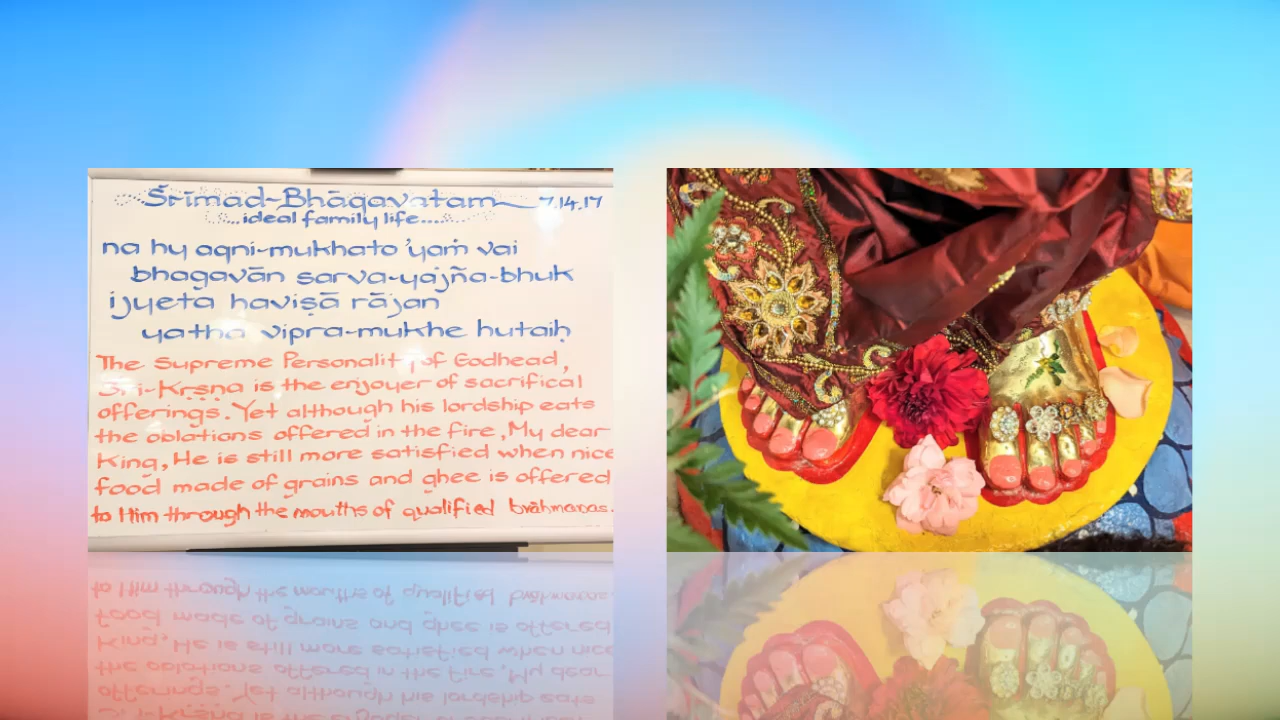 Śrīmad-Bhāgavatam 7.14.17
...ideal family life....
na hy agni-mukhato 'yaṁ vai
bhagavān sarva-yajña-bhuk
ijyeta haviṣā rājan
yathā vipra-mukhe hutaiḥ
The Supreme Personality of Godhead,
Śri-Kṛṣṇa is the enjoyer of sacrifical
offerings. Yet although his lordship eats
the oblations offered in the fire, My dear
King, He is still more satisfied when nice
food made of grains and ghee is offered
to Him through the mouths of qualified brāhmaṇas.